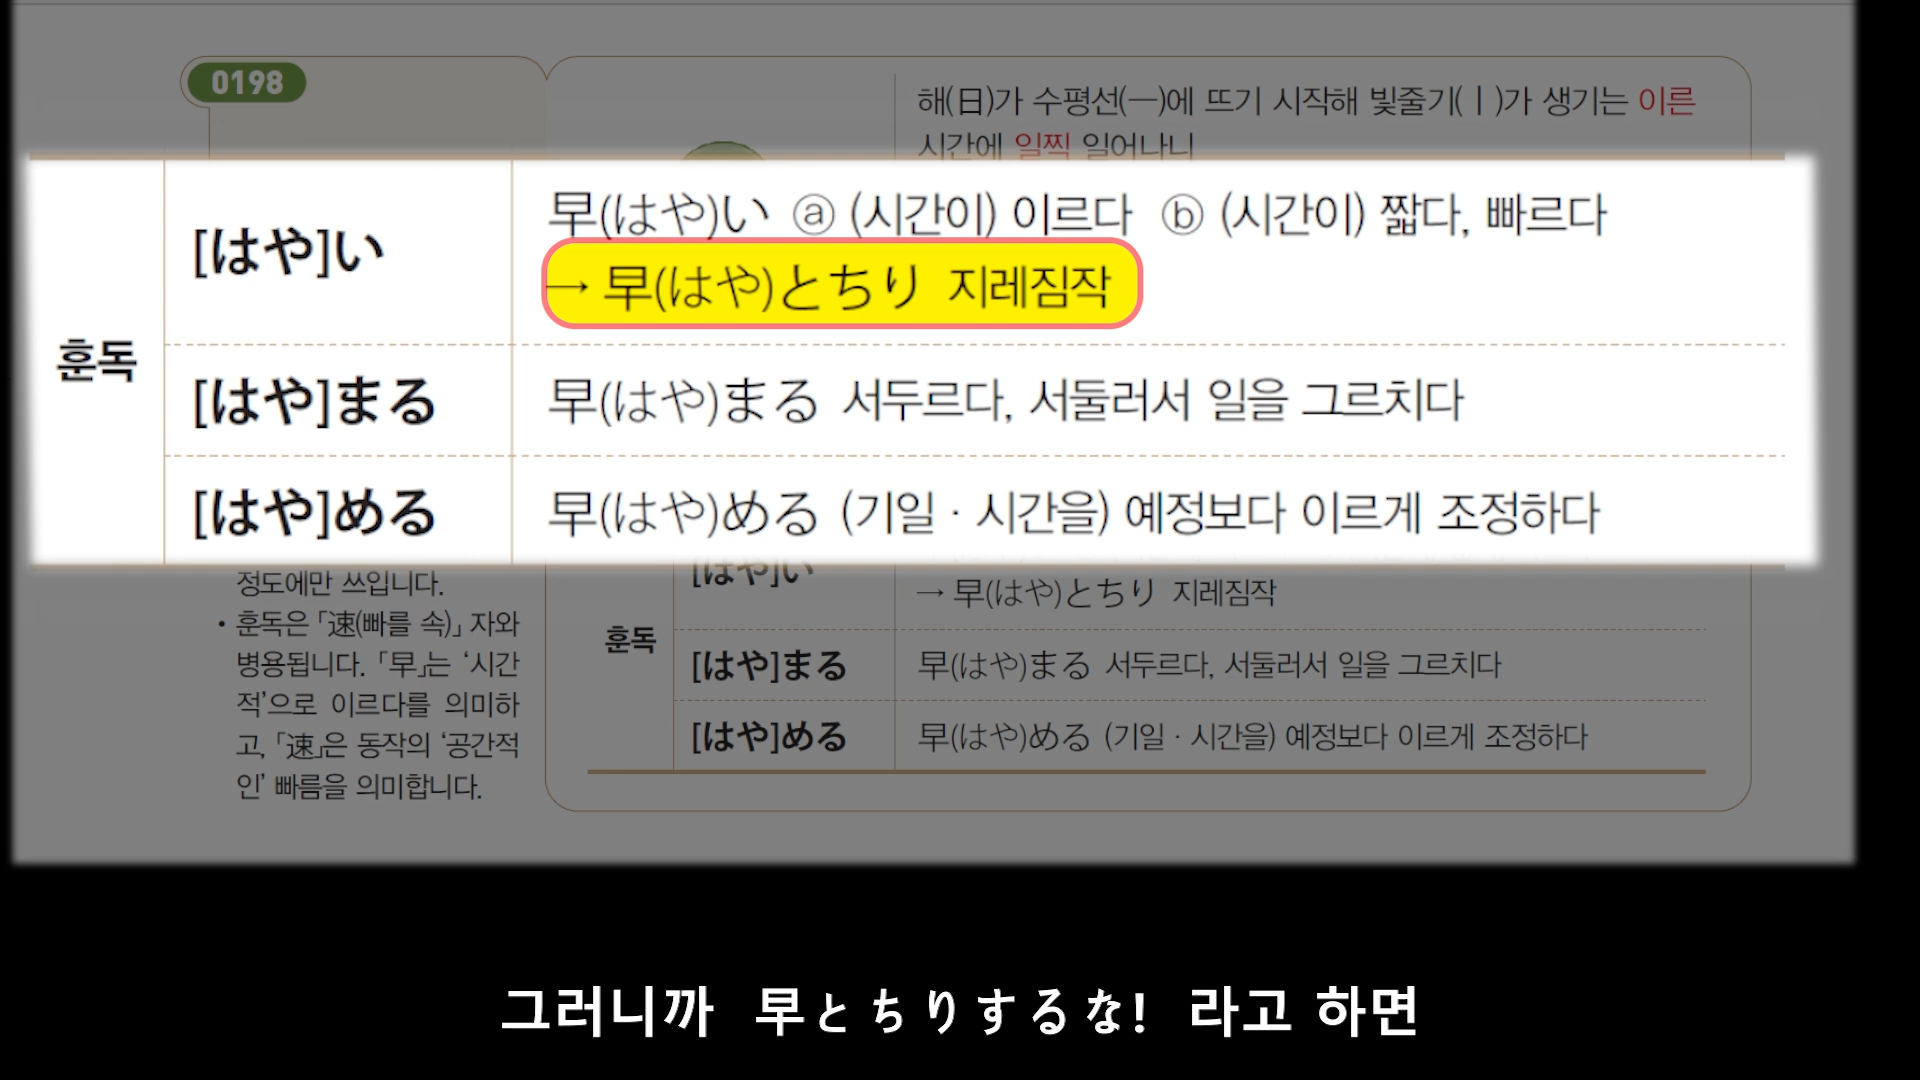 0198
해(日)가 수평선(一)에 뜨기 시작해 빛줄기(丨)가 생기는 이른
시간에 일찍 일어나니
훈독
[はや]い
早(はや)い ⓐ (시간이) 이르다 ⓑ (시간이) 짧다, 빠르다
→ 早(はや)とちり 지레짐작
[はや]まる
早(はや)まる 서두르다, 서둘러서 일을 그르치다
[はや]める
早(はや)める (기일 · 시간을) 예정보다 이르게 조정하다
정도에만 쓰입니다.
• 훈독은 「速(빠를 속)」 자와
병용됩니다. 「早」는 ‘시간
적’으로 이르다를 의미하
고, 「速」은 동작의 ‘공간적
인’ 빠름을 의미합니다.
훈독
[はや]い
→ 早(はや)とちり 지레짐작
[はや]まる
早(はや)まる 서두르다, 서둘러서 일을 그르치다
[はや]める
早(はや)める (기일 · 시간을) 예정보다 이르게 조정하다
그러니까 早とちりするな! 라고 하면